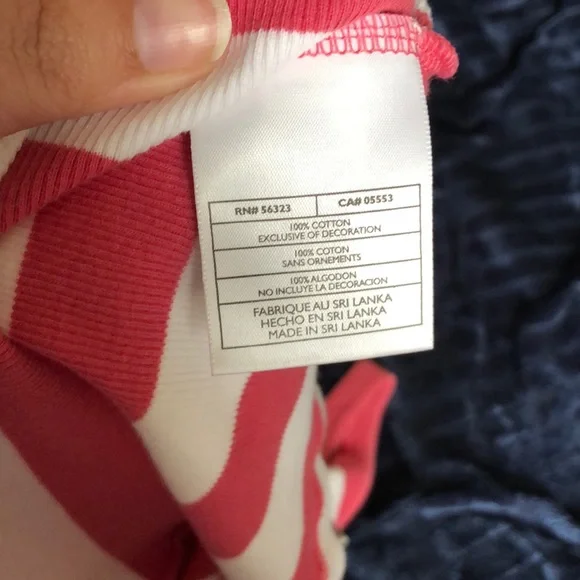 RN# 56323 CA# 05553
100% COTTON
EXCLUSIVE OF DECORATION
100% COTON
SANS ORNEMENTS
100% ALGODON
NO INCLUYE LA DECORACION
FABRIQUE AU SRI LANKA
HECHO EN SRI LANKA
MADE IN SRI LANKA